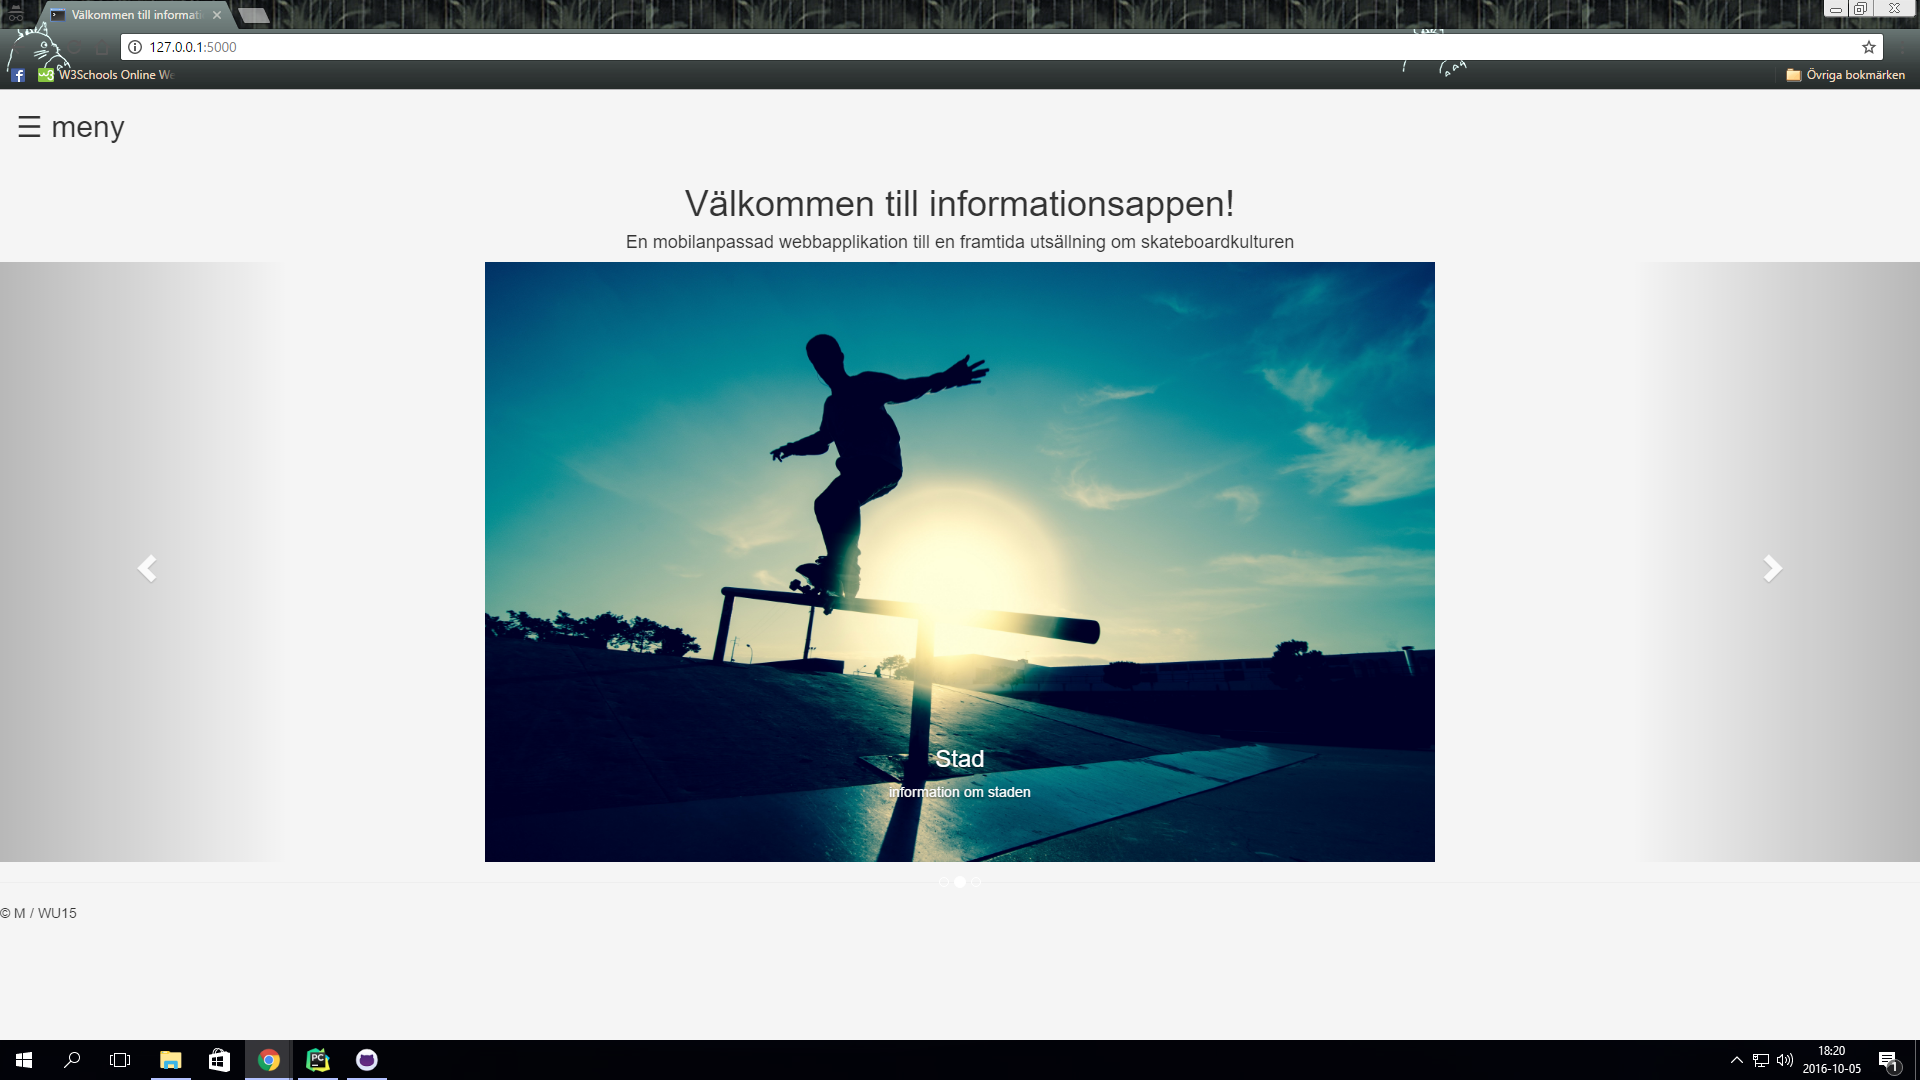 Välkommen till informati
127.0.0.1:5000
W3Schools Online We
Övriga bokmärken
☰ meny
Välkommen till informationsappen!
En mobilanpassad webbapplikation till en framtida utsällning om skateboardkulturen
Stad
information om staden
© M / WU15
18:20
2016-10-05
1